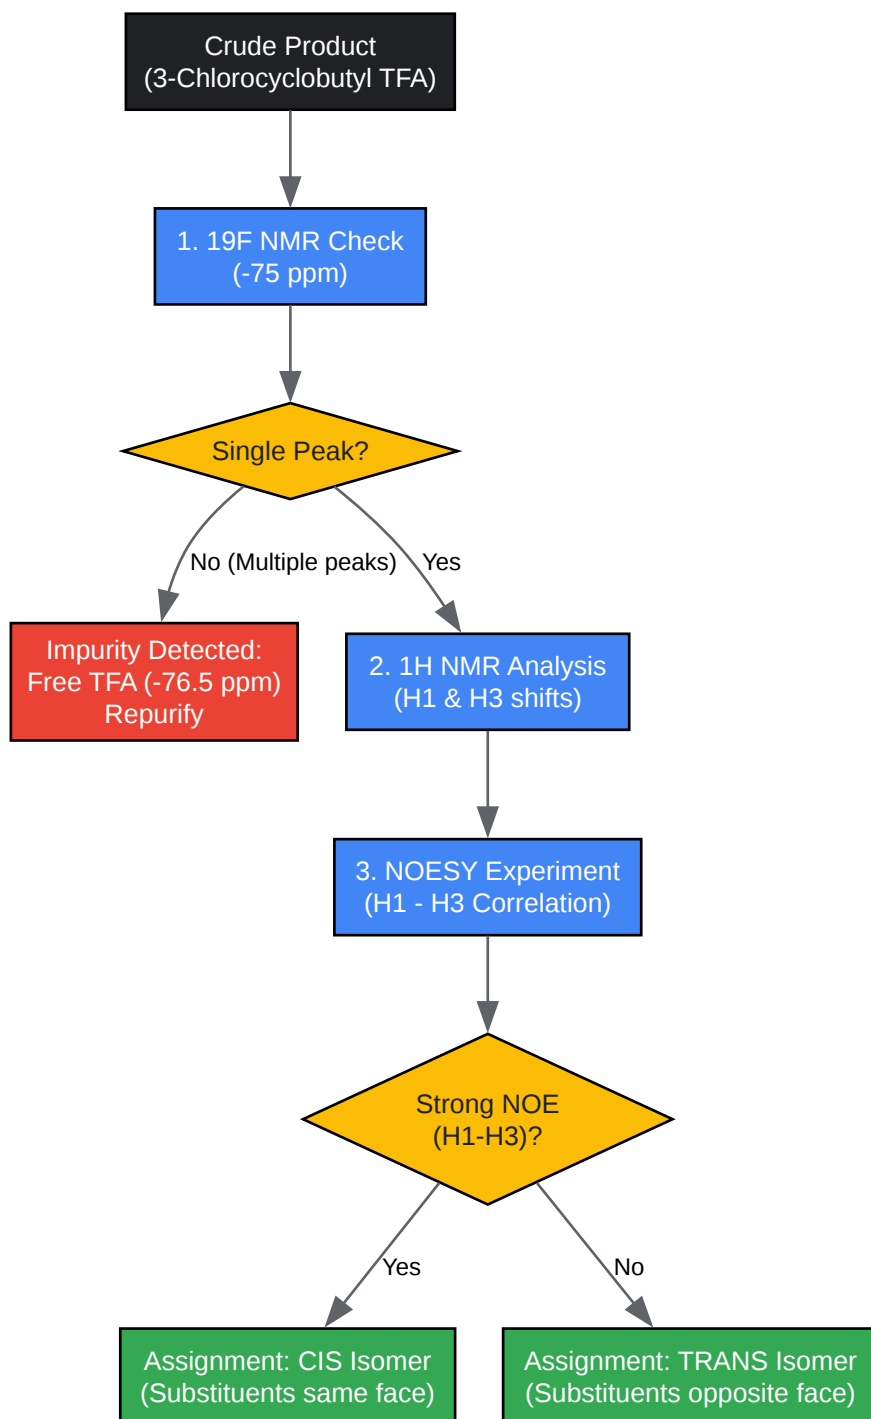 Crude Product
(3-Chlorocyclobutyl TFA)
1. 19F NMR Check
(-75 ppm)
Single Peak?
No (Multiple peaks)
Yes
Impurity Detected:
Free TFA (-76.5 ppm)
Repurify
2. 1H NMR Analysis
(H1 & H3 shifts)
3. NOESY Experiment
(H1 - H3 Correlation)
Strong NOE
(H1-H3)?
Yes
No
Assignment: CIS Isomer
(Substituents same face)
Assignment: TRANS Isomer
(Substituents opposite face)